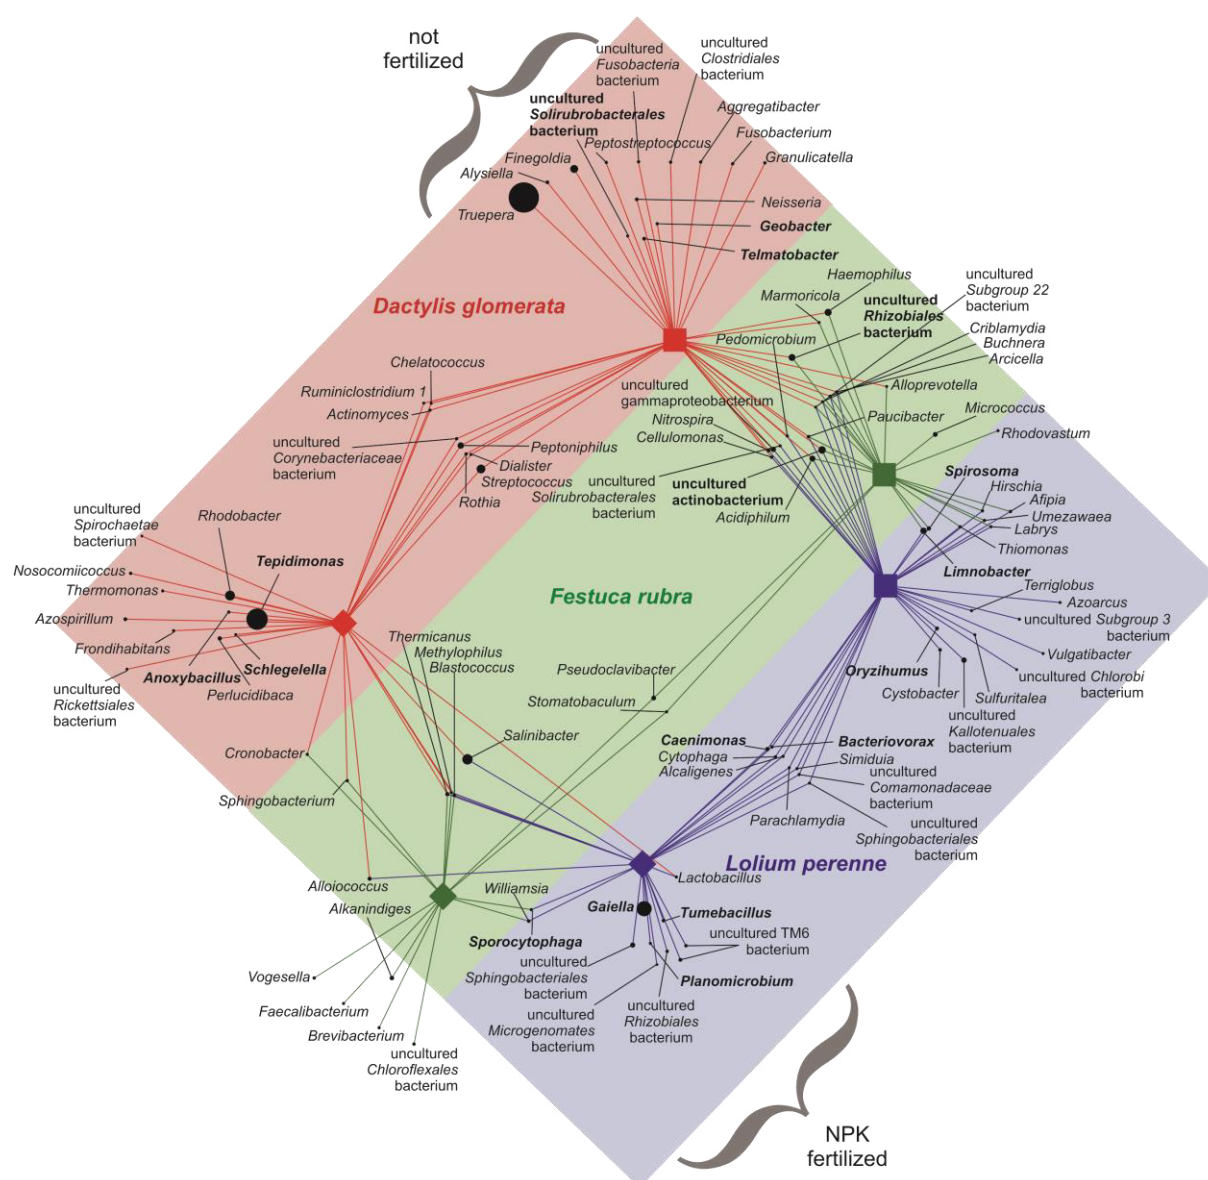 not
fertilized
uncultured
Fusobacteria
bacterium
uncultured
Clostridiales
bacterium
uncultured
Solirubrobacterales
bacterium
Aggregatibacter
Fusobacterium
Peptostreptococcus
Granulicatella
Finegoldia
Alysiella
Truepera
Neisseria
Geobacter
Telmatobacter
Haemophilus
Marmoricola
uncultured
Rhizobiales
bacterium
uncultured
Subgroup 22
bacterium
Dactylis glomerata
Pedomicrobium
Criblamydia
Buchnera
Arcicella
Chelatococcus
Ruminiclostridium 1
Actinomyces
uncultured
gammaproteobacterium
Nitrospira
Cellulomonas
Alloprevotella
Paucibacter
Micrococcus
Rhodovastum
uncultured
Corynebacteriaceae
bacterium
Peptoniphilus
Dialister
Streptococcus
Rothia
uncultured
Solirubrobacterales
bacterium
uncultured
actinobacterium
Acidiphilum
Spirosoma
Hirschia
Afipia
Umezawaea
Labrys
Thiomonas
Limnobacter
uncultured
Spirochaetae
bacterium
Rhodobacter
Tepidimonas
Nosocomiicoccus
Thermomonas
Azospirillum
Frondihabitans
Anoxybacillus
Schlegelella
Perlucidibaca
uncultured
Rickettsiales
bacterium
Festuca rubra
Terriglobus
Azoarcus
uncultured Subgroup 3
bacterium
Vulgatibacter
uncultured Chlorobi
bacterium
Oryzihumus
Cystobacter
Sulfuritalea
uncultured
Kallotenuales
bacterium
Thermicanus
Methylophilus
Blastococcus
Pseudoclavibacter
Stomatobaculum
Salinibacter
Cronobacter
Sphingobacterium
Caenimonas
Cytophaga
Alcaligenes
Bacteriovorax
Simiduia
uncultured
Comamonadaceae
bacterium
Parachlamydia
uncultured
Sphingobacteriales
bacterium
Lolium perenne
Lactobacillus
Alloiococcus
Alkanindiges
Williamsia
Gaiella
Tumebacillus
Sporocytophaga
uncultured TM6
bacterium
uncultured
Sphingobacteriales
bacterium
Planomicrobium
Vogesella
Faecalibacterium
Brevibacterium
uncultured
Chloroflexales
bacterium
uncultured
Microgenomates
bacterium
uncultured
Rhizobiales
bacterium
NPK
fertilized